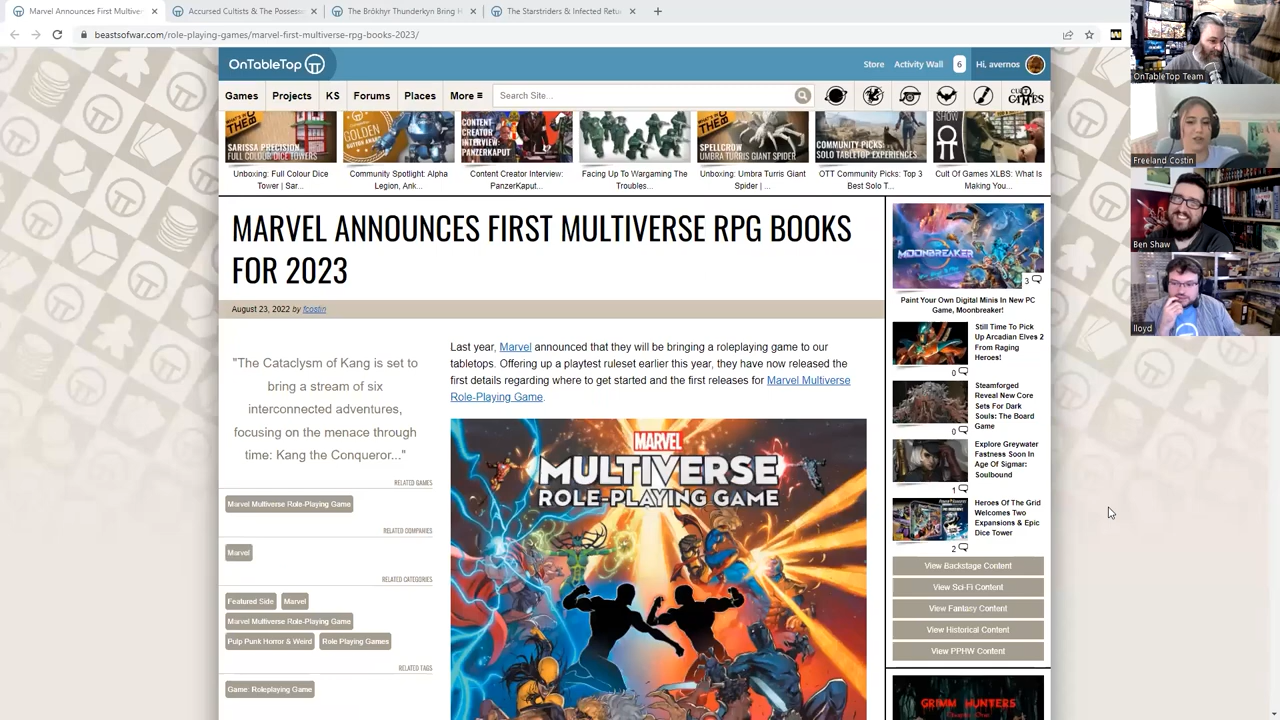 Marvel Announces First Multiver
Accursed Cultists & The Possess
The Brôkhyr Thunderkyn Bring H
The Starstriders & Infected Retu
beastsofwar.com/role-playing-games/marvel-first-multiverse-rpg-books-2023/
OnTableTop
Store
Activity Wall
6
Hi, avernos
Games
Projects
KS
Forums
Places
More
Search Site...
GAMES
SARISSA PRECISION
FULL COLOUR DICE TOWERS
GOLDEN
BUTTON AWARD
CONTENT
CREATOR
INTERVIEW:
PANZERKAPUT
SPELLCROW
UMBRA TURRIS GIANT SPIDER
COMMUNITY PICKS:
SOLO TABLETOP EXPERIENCES
SHOW
Unboxing: Full Colour Dice
Tower | Sar...
Community Spotlight: Alpha
Legion, Ank...
Content Creator Interview:
PanzerKaput
Facing Up To Wargaming The
Troubles...
Unboxing: Umbra Turris Giant
Spider | ...
OTT Community Picks: Top 3
Best Solo T...
Cult Of Games XLBS: What Is
Making You...
MARVEL ANNOUNCES FIRST MULTIVERSE RPG BOOKS
FOR 2023
August 23, 2022 by fcostin
"The Cataclysm of Kang is set to
bring a stream of six
interconnected adventures,
focusing on the menace through
time: Kang the Conqueror..."
RELATED GAMES
Marvel Multiverse Role-Playing Game
RELATED COMPANIES
Marvel
RELATED CATEGORIES
Featured Side
Marvel
Marvel Multiverse Role-Playing Game
Pulp Punk Horror & Weird
Role Playing Games
RELATED TAGS
Game: Roleplaying Game
Last year, Marvel announced that they will be bringing a roleplaying game to our
tabletops. Offering up a playtest ruleset earlier this year, they have now released the
first details regarding where to get started and the first releases for Marvel Multiverse
Role-Playing Game.
MARVEL
MULTIVERSE
ROLE-PLAYING GAME
MOONBREAKER
3
Paint Your Own Digital Minis In New PC
Game, Moonbreaker!
Still Time To Pick
Up Arcadian Elves 2
From Raging
Heroes!
0
Steamforged
Reveal New Core
Sets For Dark
Souls: The Board
Game
0
Explore Greywater
Fastness Soon In
Age Of Sigmar:
Soulbound
1
Heroes Of The Grid
Welcomes Two
Expansions & Epic
Dice Tower
2
View Backstage Content
View Sci-Fi Content
View Fantasy Content
View Historical Content
View PPHW Content
GRIMM HUNTERS
OnTableTop Team
Freeland Costin
Ben Shaw
lloyd